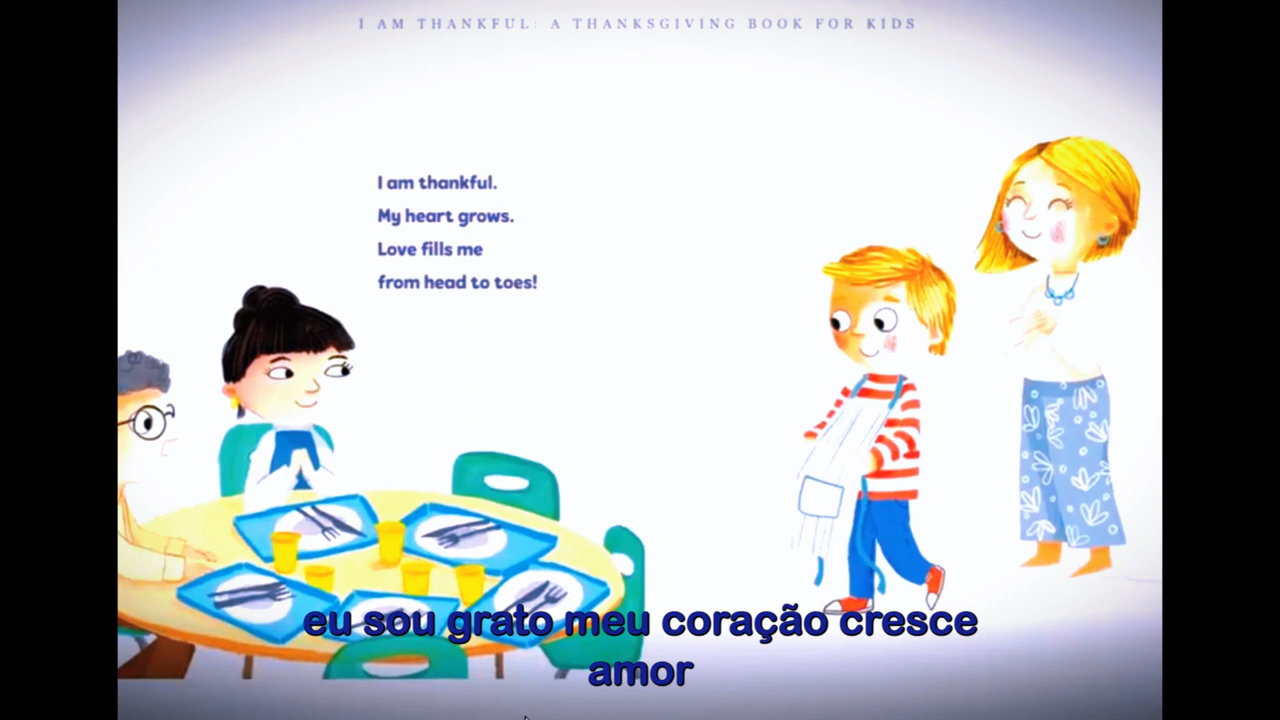 I AM THANKFUL: A THANKSGIVING BOOK FOR KIDS
I am thankful.
My heart grows.
Love fills me
from head to toes!
eu sou grato meu coração cresce
amor